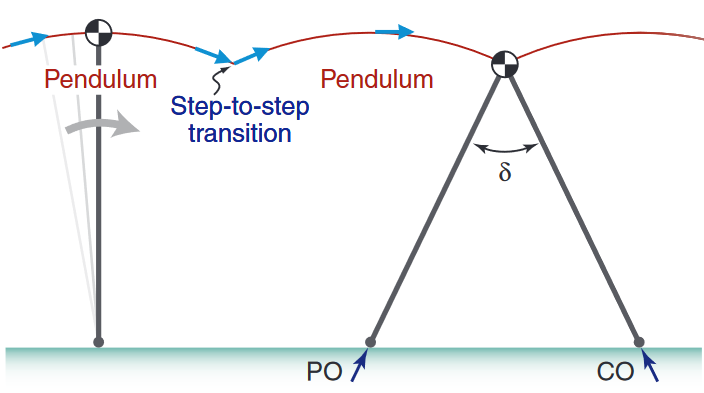 Pendulum
Pendulum
Step-to-step
transition
δ
PO
CO